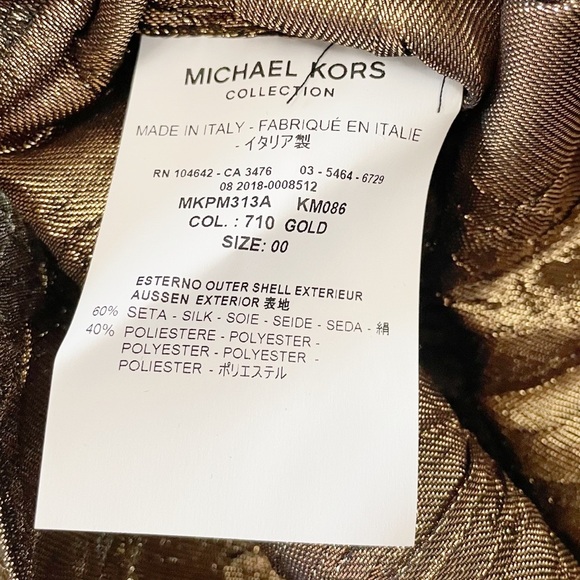 MICHAEL KORS
COLLECTION
MADE IN ITALY - FABRIQUÉ EN ITALIE
- イタリア製
RN 104642 - CA 3476 03 - 5464 - 6729
08 2018-0008512
MKPM313A KM086
COL. : 710 GOLD
SIZE: 00
ESTERNO OUTER SHELL EXTERIEUR
AUSSEN EXTERIOR 表地
60% SETA - SILK - SOIE - SEIDE - SEDA - 絹
40% POLIESTERE - POLYESTER -
POLYESTER - POLYESTER -
POLIESTER - ポリエステル